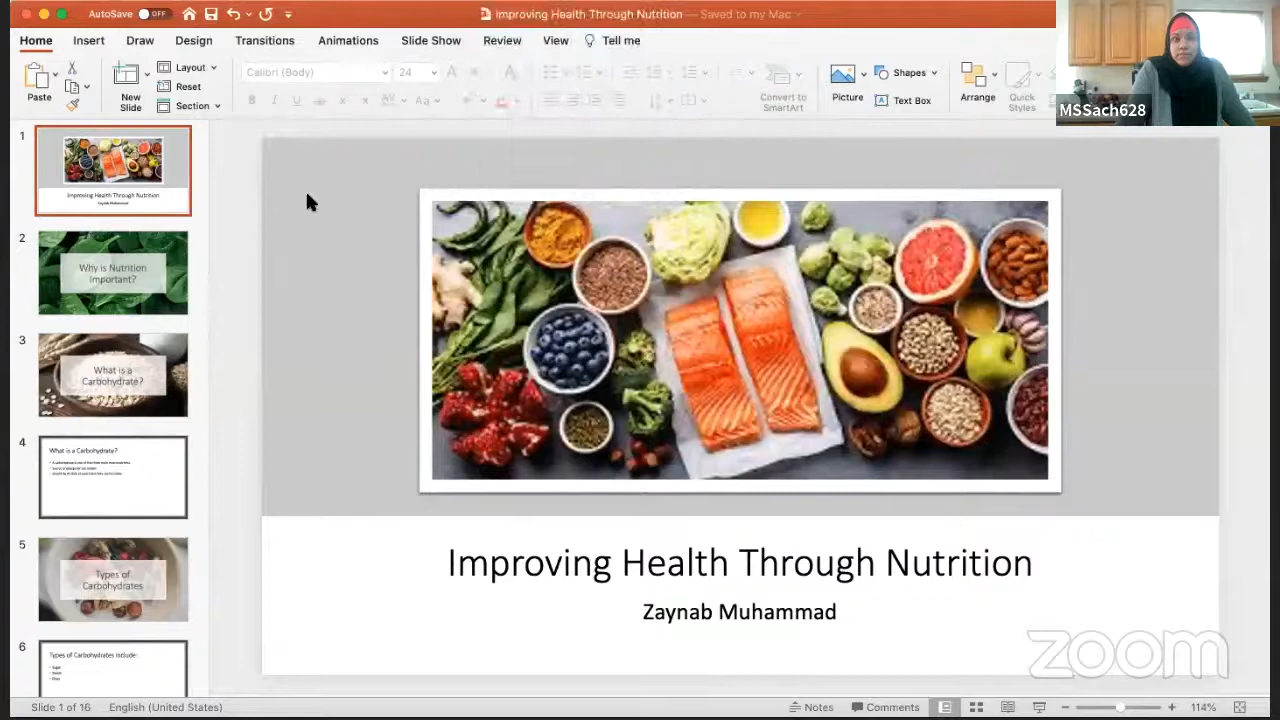 AutoSave OFF
Improving Health Through Nutrition — Saved to my Mac
Home Insert Draw Design Transitions Animations Slide Show Review View Tell me
Paste
New
Slide
Layout
Reset
Section
Calibri (Body) 24
Convert to
SmartArt
Picture
Shapes
Text Box
Arrange
Quick
Styles
MSSach628
1
Improving Health Through Nutrition
Zaynab Muhammad
2
Why is Nutrition
Important?
3
What is a
Carbohydrate?
4
What is a Carbohydrate?
5
Types of
Carbohydrates
6
Types of Carbohydrates include:
Improving Health Through Nutrition
Zaynab Muhammad
zoom
Slide 1 of 16 English (United States) Notes Comments 114%